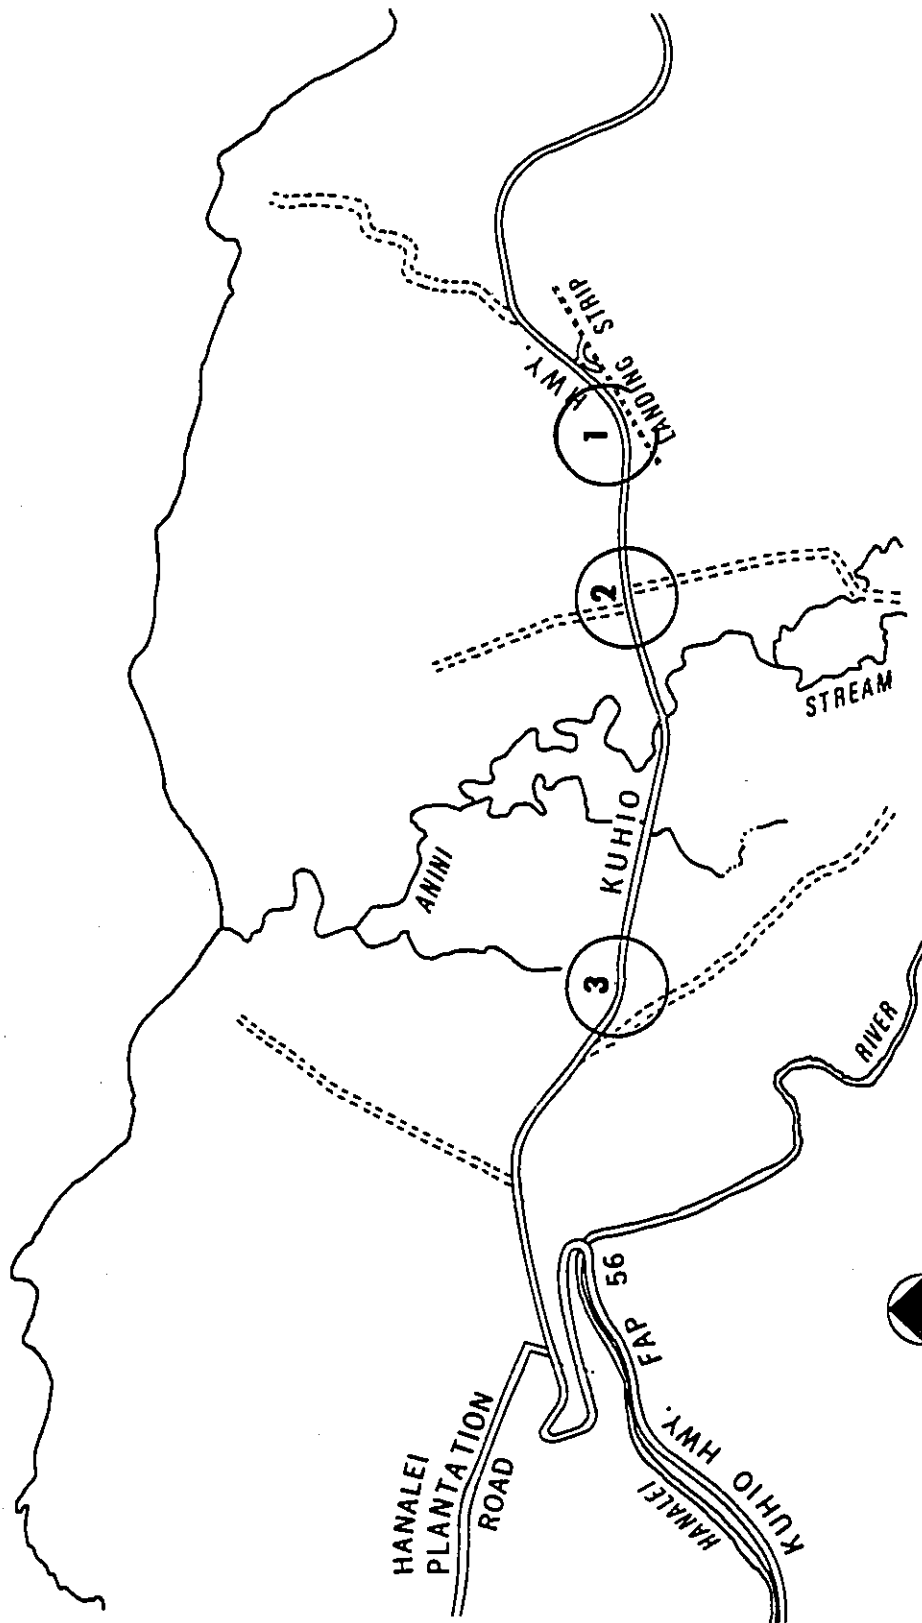 HANALEI
PLANTATION
ROAD
KUHIO HWY.
FAP 56
HANALEI
RIVER
3
ANINI
STREAM
KUHIO
HWY.
2
1
LANDING STRIP